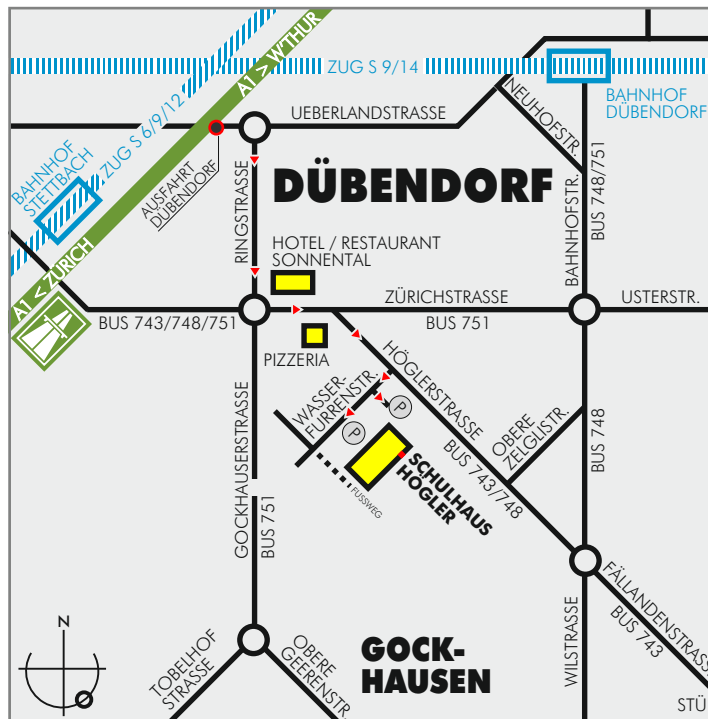 A1 > W'THUR
ZUG S 9/14
ZUG S 6/9/12
BAHNHOF
DÜBENDORF
UEBERLANDSTRASSE
NEUHOFSTR.
BAHNHOF
STETTBACH
AUSFAHRT
DÜBENDORF
RINGSTRASSE
DÜBENDORF
BAHNHOFSTR.
BUS 748/751
HOTEL / RESTAURANT
SONNENTAL
A1 < ZÜRICH
ZÜRICHSTRASSE
USTERSTR.
BUS 743/748/751
BUS 751
PIZZERIA
WASSER-
FURRENSTR.
HÖGLERSTRASSE
BUS 743/748
P
P
OBERE
ZELGLISTR.
BUS 748
SCHULHAUS
HÖGLER
FUSSWEG
GOCKHAUSERSTRASSE
BUS 751
FÄLLANDENSTRASS
BUS 743
WILSTRASSE
N
TOBELHOF
STRASSE
OBERE
GEERENSTR.
GOCK-
HAUSEN
STÜ